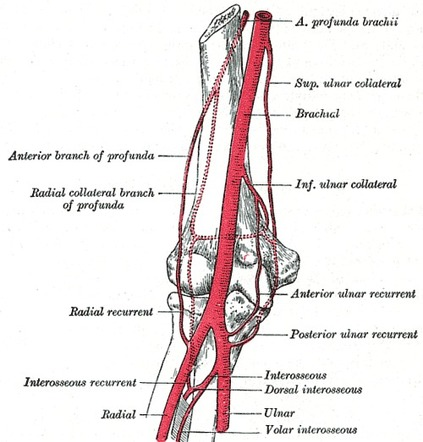 A. profunda brachii
Sup. ulnar collateral
Brachial
Anterior branch of profunda
Radial collateral branch
of profunda
Inf. ulnar collateral
Anterior ulnar recurrent
Radial recurrent
Posterior ulnar recurrent
Interosseous recurrent
Interosseous
Dorsal interosseous
Radial
Ulnar
Volar interosseous